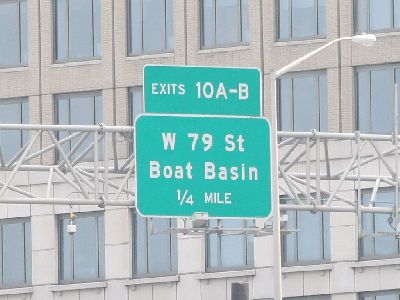 EXITS 10A-B
W 79 St
Boat Basin
1/4 MILE